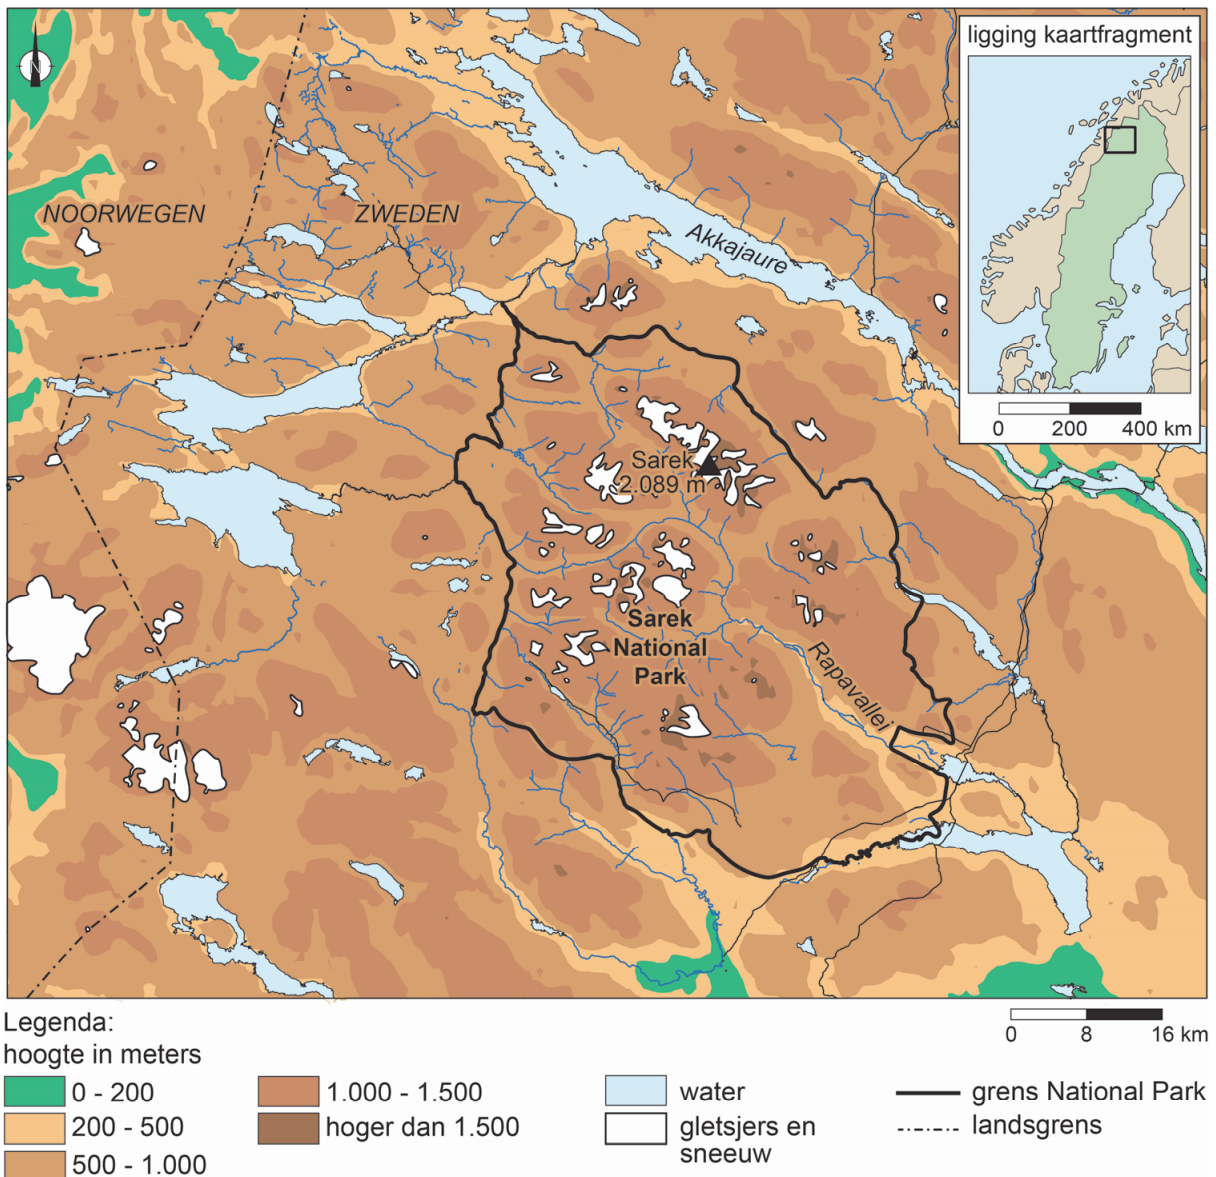 ligging kaartfragment
N
NOORWEGEN
ZWEDEN
Akkajaure
0 200 400 km
Sarek
2.089 m
Sarek
National
Park
Rapavallei
Legenda:
hoogte in meters
0 8 16 km
0 - 200
200 - 500
500 - 1.000
1.000 - 1.500
hoger dan 1.500
water
gletsjers en
sneeuw
grens National Park
landsgrens